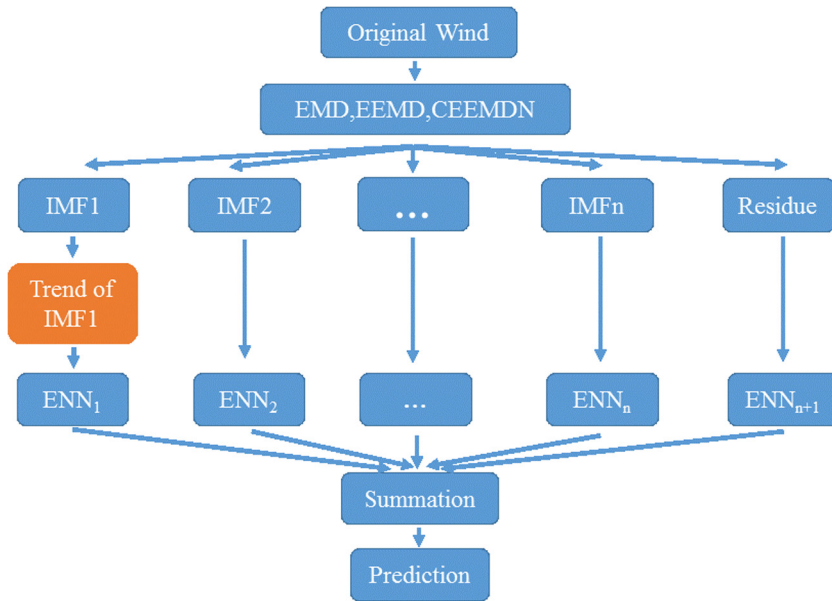 Original Wind
EMD,EEMD,CEEMDN
IMF1
IMF2
...
IMFn
Residue
Trend of
IMF1
ENN₁
ENN₂
...
ENNₙ
ENNₙ₊₁
Summation
Prediction